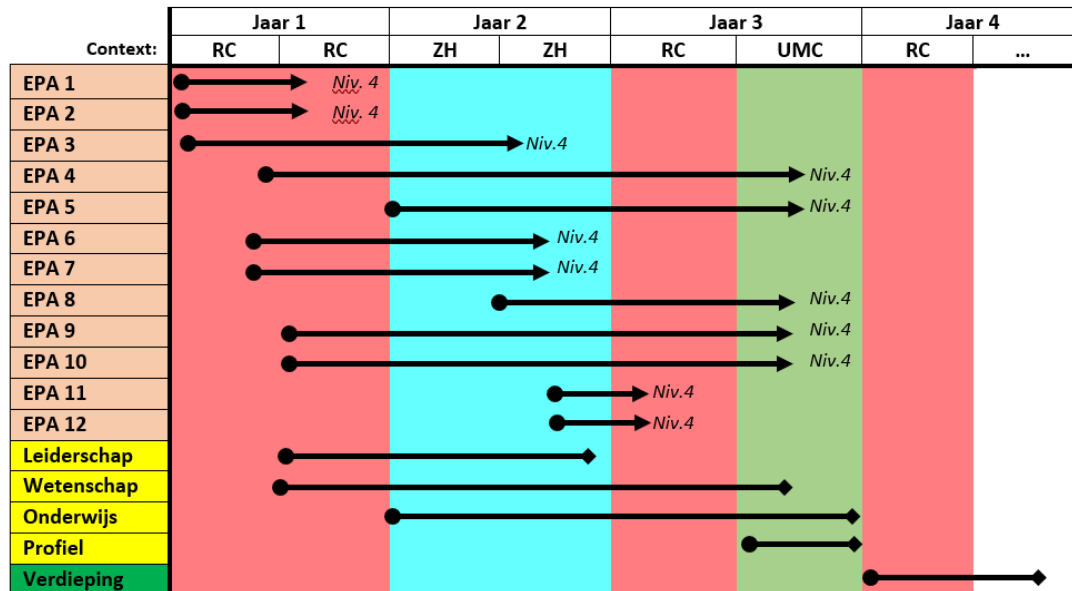 Jaar 1 Jaar 2 Jaar 3 Jaar 4
Context: RC RC ZH ZH RC UMC RC ...
EPA 1 Niv. 4
EPA 2 Niv. 4
EPA 3 Niv.4
EPA 4 Niv.4
EPA 5 Niv.4
EPA 6 Niv.4
EPA 7 Niv.4
EPA 8 Niv.4
EPA 9 Niv.4
EPA 10 Niv.4
EPA 11 Niv.4
EPA 12 Niv.4
Leiderschap
Wetenschap
Onderwijs
Profiel
Verdieping